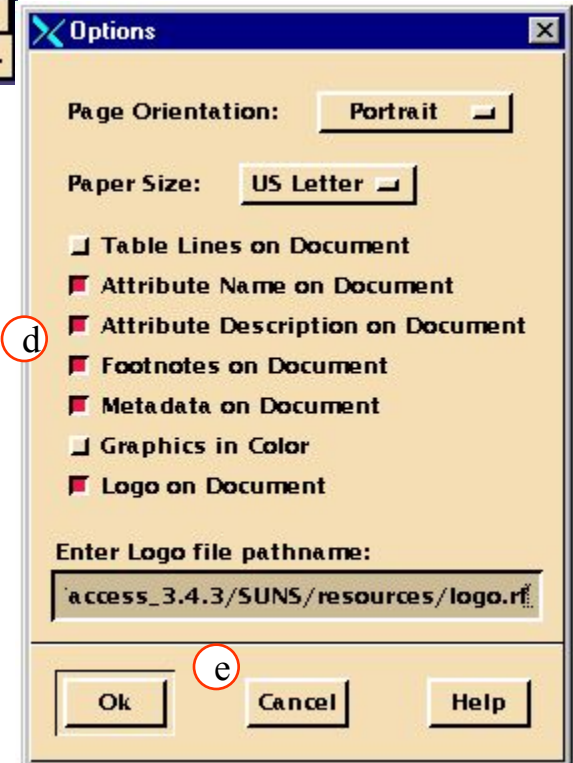 Options
Page Orientation: Portrait
Paper Size: US Letter
Table Lines on Document
Attribute Name on Document
d Attribute Description on Document
Footnotes on Document
Metadata on Document
Graphics in Color
Logo on Document
Enter Logo file pathname:
access_3.4.3/SUNS/resources/logo.rf
e
Ok Cancel Help